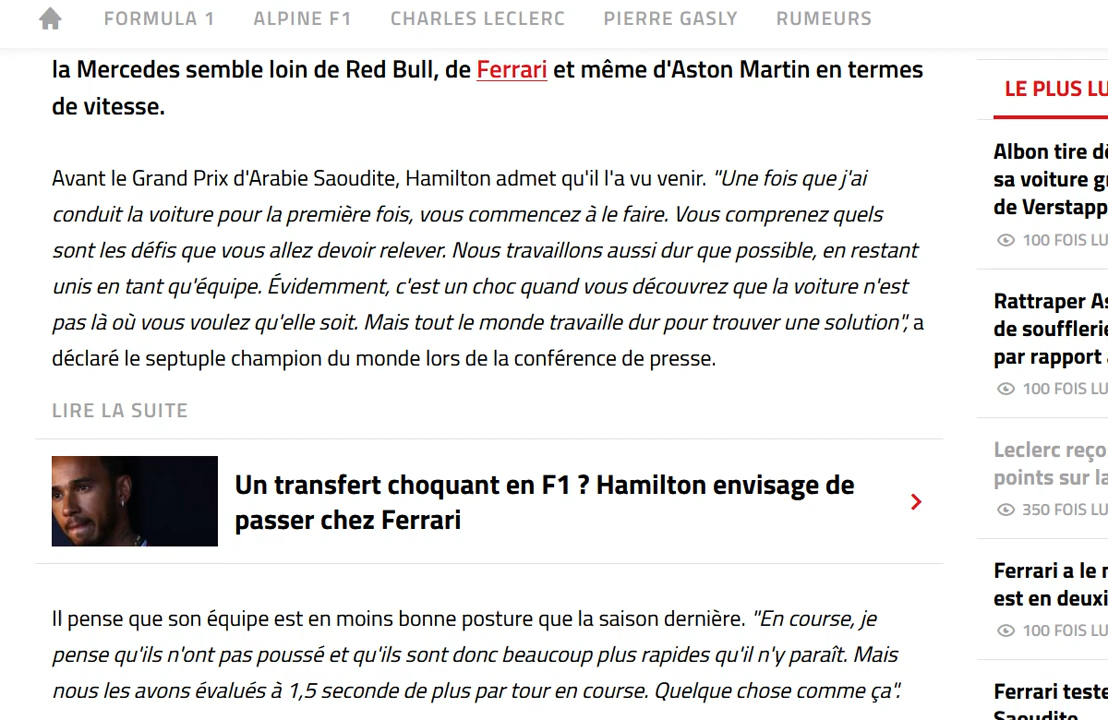 FORMULA 1 ALPINE F1 CHARLES LECLERC PIERRE GASLY RUMEURS
la Mercedes semble loin de Red Bull, de Ferrari et même d'Aston Martin en termes
de vitesse.
Avant le Grand Prix d'Arabie Saoudite, Hamilton admet qu'il l'a vu venir. "Une fois que j'ai
conduit la voiture pour la première fois, vous commencez à le faire. Vous comprenez quels
sont les défis que vous allez devoir relever. Nous travaillons aussi dur que possible, en restant
unis en tant qu'équipe. Évidemment, c'est un choc quand vous découvrez que la voiture n'est
pas là où vous voulez qu'elle soit. Mais tout le monde travaille dur pour trouver une solution", a
déclaré le septuple champion du monde lors de la conférence de presse.
LIRE LA SUITE
Un transfert choquant en F1 ? Hamilton envisage de
passer chez Ferrari
Il pense que son équipe est en moins bonne posture que la saison dernière. "En course, je
pense qu'ils n'ont pas poussé et qu'ils sont donc beaucoup plus rapides qu'il n'y paraît. Mais
nous les avons évalués à 1,5 seconde de plus par tour en course. Quelque chose comme ça".
LE PLUS LU
Albon tire
sa voiture
de Verstapp
100 FOIS LU
Rattraper As
de soufflerie
par rapport
100 FOIS LU
Leclerc reço
points sur la
350 FOIS LU
Ferrari a le
est en deuxi
100 FOIS LU
Ferrari teste
Saoudite